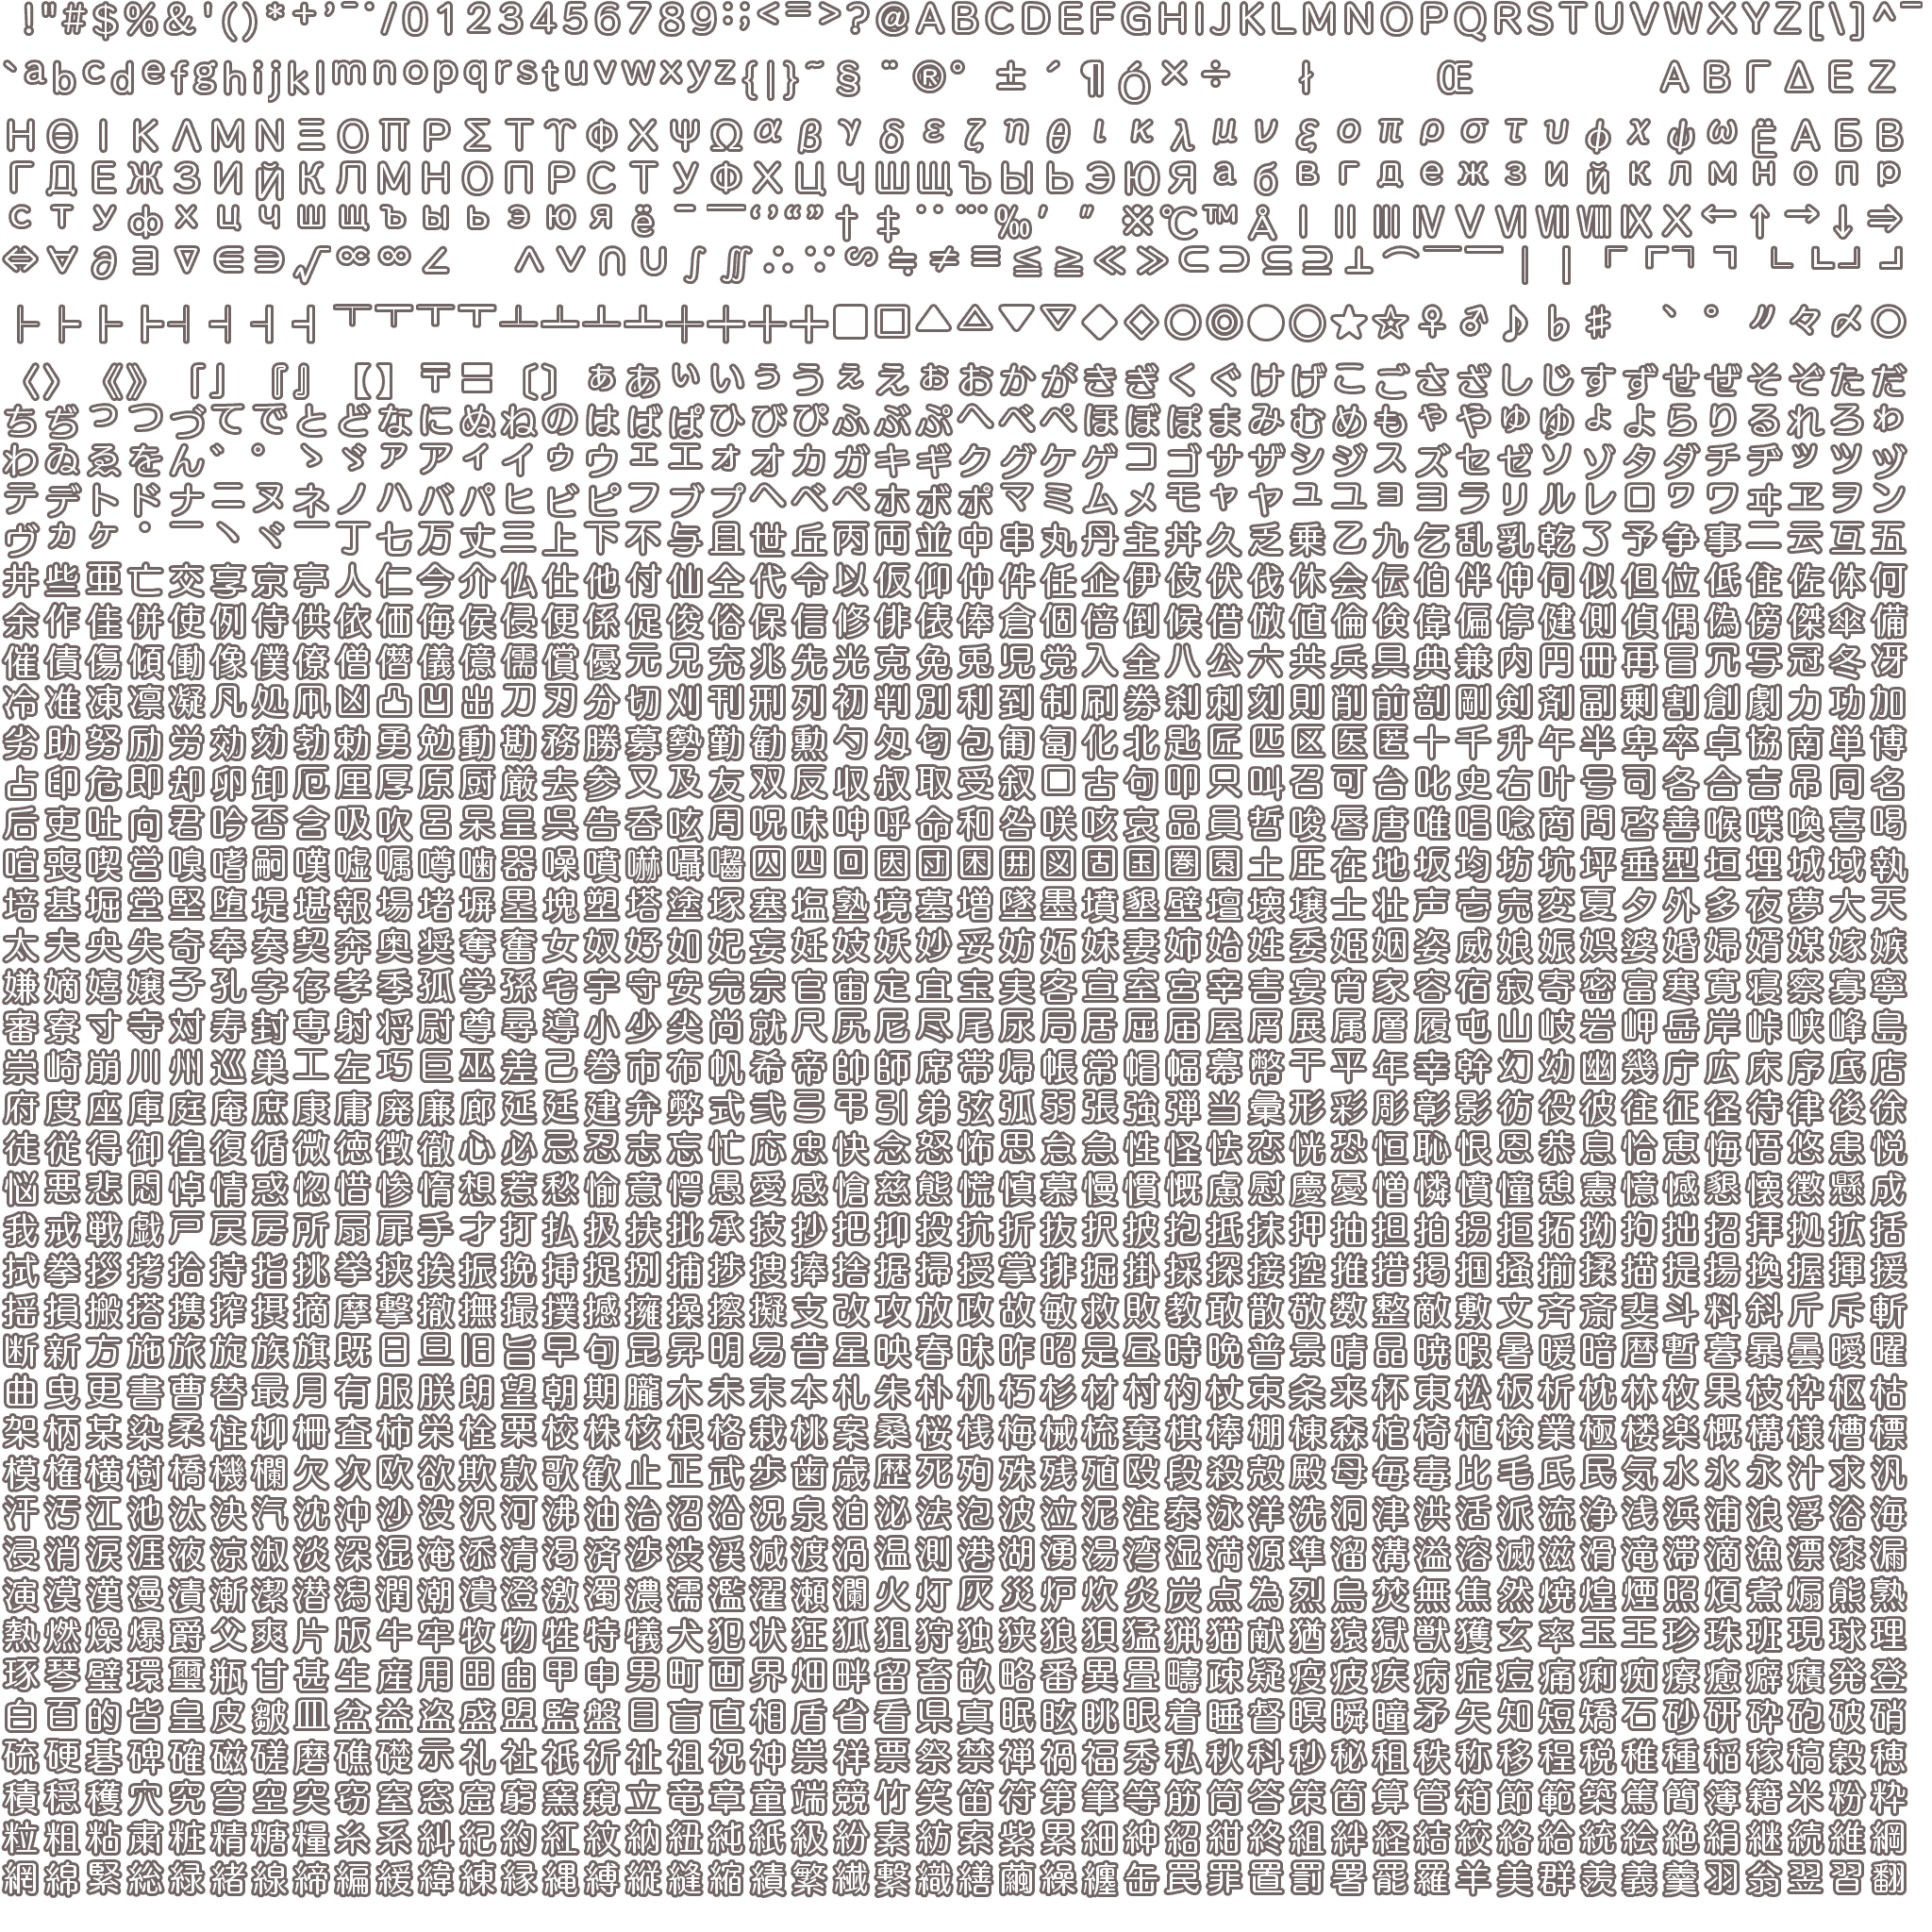 !"#$%&'()*+,-./0123456789:;<=>?@ABCDEFGHIJKLMNOPQRSTUVWXYZ[\]^¯
`abcdefghijklmnopqrstuvwxyz{|}~§¨®°±´¶Ó×÷ƚŒΑΒΓΔΕΖ
ΗΘΙΚΛΜΝΞΟΠΡΣΤΥΦΧΨΩαβγδεζηθικλμνξοπρστυφχψωЁАБВ
ГДЕЖЗИЙКЛМНОПРСТУФХЦЧШЩЪЫЬЭЮЯабвгдежзийклмнопр
стуфхцчшщъыьэюяё‐―‘’“”†‡‥…‰′″※℃™ÅⅠⅡⅢⅣⅤⅥⅦⅧⅨⅩ←↑→↓⇒
⇔∀∂∃∇∈∋√∝∞∠∧∨∩∪∫∬∴∵∽≒≠≡≦≧≪≫⊂⊃⊆⊇⊥⌒─━│┃┌┏┐┓└┗┘┛
├┝┠┣┤┥┨┫┬┯┰┳┴┷┸┻┼┿╂╋□▣△▲▽▼◇◆○◎●◯☆★♀♂♪♭♯、。〃々〆〇
〈〉《》「」『』【】〒〓〔〕ぁあぃいぅうぇえぉおかがきぎくぐけげこごさざしじすずせぜそぞただ
ちぢっつづてでとどなにぬねのはばぱひびぴふぶぷへべぺほぼぽまみむめもゃやゅゆょよらりるれろゎ
わゐゑをん゛゜ゝゞァアィイゥウェエォオカガキギクグケゲコゴサザシジスズセゼソゾタダチヂッツヅ
テデトドナニヌネノハバパヒビピフブプヘベペホボポマミムメモャヤュユョヨラリルレロヮワヰヱヲン
ヴヵヶ・ーヽヾ一丁七万丈三上下不与且世丘丙両並中串丸丹主丼久乏乗乙九乞乱乳乾了予争事二云互五
井些亜亡交享京亭人仁今介仏仕他付仙仝代令以仮仰仲件任企伊伎伏伐休会伝伯伴伸伺似但位低住佐体何
余作佳併使例侍供依価侮侯侵便係促俊俗保信修俳俵俸倉個倍倒候借倣値倫倹偉偏停健側偵偶偽傍傑傘備
催債傷傾働像僕僚僧僭儀億儒償優元兄充兆先光克免兎児党入全八公六共兵具典兼内円冊再冒冗写冠冬冴
冷准凍凛凝凡処凧凶凸凹出刀刃分切刈刊刑列初判別利到制刷券刹刺刻則削前剖剛剣剤副剰割創劇力功加
劣助努励労効劾勃勅勇勉動勘務勝募勢勤勧勲勺匁匂包匍匐化北匙匠匹区医匿十千升午半卑卒卓協南単博
占印危即却卵卸厄厘厚原厨厳去参又及友双反収叔取受叙口古句叩只叫召可台叱史右叶号司各合吉吊同名
后吏吐向君吟否含吸吹呂呆呈呉告呑呟周呪味呻呼命和咎咲咳哀品員哲唆唇唐唯唱唸商問啓善喉喋喚喜喝
喧喪喫営嗅嗜嗣嘆嘘嘱噂噛器噪噴嚇囁囓囚四回因団困囲図固国圏園土圧在地坂均坊坑坪垂型垣埋城域執
培基堀堂堅堕堤堪報場堵塀塁塊塑塔塗塚塞塩塾境墓増墜墨墳墾壁壇壊壌士壮声壱売変夏夕外多夜夢大天
太夫央失奇奉奏契奔奥奨奪奮女奴好如妃妄妊妓妖妙妥妨妬妹妻姉始姓委姫姻姿威娘娠娯婆婚婦婿媒嫁嫉
嫌嫡嬉嬢子孔字存孝季孤学孫宅宇守安完宗官宙定宜宝実客宣室宮宰害宴宵家容宿寂寄密富寒寛寝察寡寧
審寮寸寺対寿封専射将尉尊尋導小少尖尚就尺尻尼尽尾尿局居屈届屋屑展属層履屯山岐岩岬岳岸峠峡峰島
崇崎崩川州巡巣工左巧巨巫差己巻市布帆希帝帥師席帯帰帳常帽幅幕幣干平年幸幹幻幼幽幾庁広床序底店
府度座庫庭庵庶康庸廃廉廊延廷建弁弊式弐弓弔引弟弦弧弱張強弾当彙形彩彫彰影彷役彼往征径待律後徐
徒従得御徨復循微徳徴徹心必忌忍志忘忙応忠快念怒怖思怠急性怪怯恋恍恐恒恥恨恩恭息恰恵悔悟悠患悦
悩悪悲悶悼情惑惚惜惨惰想惹愁愉意愕愚愛感愴慈態慌慎慕慢慣慨慮慰慶憂憎憐憤憧憩憲憶憾懇懐懲懸成
我戒戦戯戸戻房所扇扉手才打払扱扶批承技抄把抑投抗折抜択披抱抵抹押抽担拍拐拒拓拗拘拙招拝拠拡括
拭拳拶拷拾持指挑挙挟挨振挽挿捉捌捕捗捜捧捨据掃授掌排掘掛採探接控推措掲掴掻揃揉描提揚換握揮援
揺損搬搭携搾摂摘摩撃撤撫撮撲撼擁操擦擬支改攻放政故敏救敗教敢散敬数整敵敷文斉斎斐斗料斜斤斥斬
断新方施旅旋族旗既日旦旧旨早旬昆昇明易昔星映春昧昨昭是昼時晩普景晴晶暁暇暑暖暗暦暫暮暴曇曖曜
曲曳更書曹替最月有服朕朗望朝期朧木未末本札朱朴机朽杉材村杓杖束条来杯東松板析枕林枚果枝枠枢枯
架柄某染柔柱柳柵査柿栄栓栗校株核根格栽桃案桑桜桟梅械梳棄棋棒棚棟森棺椅植検業極楼楽概構様槽標
模権横樹橋機欄欠次欧欲欺款歌歓止正武歩歯歳歴死殉殊残殖殴段殺殻殿母毎毒比毛氏民気水氷永汁求汎
汗汚江池汰決汽沈沖沙没沢河沸油治沼治況泉泊泌法泡波泣泥注泰泳洋洗洞津洪活派流浄浅浜浦浪浮浴海
浸消涙涯液涼淑淡深混淹添清渇済渉渋渓減渡渦温測港湖湧湯湾湿満源準溜溝溢溶滅滋滑滝滞滴漁漂漆漏
演漠漢漫漬漸潔潜潟潤潮潰澄激濁濃濡濫濯瀬瀾火灯灰災炉炊炎炭点為烈烏焚無焦然焼煌煙照煩煮煽熊熟
熱燃燥爆爵父爽片版牛牢牧物牲特犠犬犯状狂狐狙狩独狭狼狽猛猟猫献猶猿獄獣獲玄率玉王珍珠班現球理
琢琴璧環璽瓶甘甚生産用田由甲申男町画界畑畔留畜畝略番異畳疇疎疑疫疲疾病症痘痛痢痴療癒癖癪発登
白百的皆皇皮皺皿盆益盗盛盟監盤目盲直相盾省看県真眠眩眺眼着睡督瞑瞬瞳矛矢知短矯石砂研砕砲破硝
硫硬碁碑確磁磋磨礁礎示礼社祇祈祉祖祝神祟祥票祭禁禅禍福秀私秋科秒秘租秩称移程税稚種稲稼稿穀穂
積穏穫穴究穹空突窃窒窓窟窮窯窺立竜章童端競竹笑笛符第筆等筋筒答策箇算管箱節範築篤簡簿籍米粉粋
粒粗粘粛粧精糖糧糸系糾紀約紅紋納紐純紙級紛素紡索紫累細紳紹紺終組絆経結絞絡給統絵絶絹継続維綱
網綿緊総緑緒線締編緩緯練縁縄縛縦縫縮績繁繊繋織繕繭繰纏缶罠罪置罰署罷羅羊美群羨義羹羽翁翌習翻